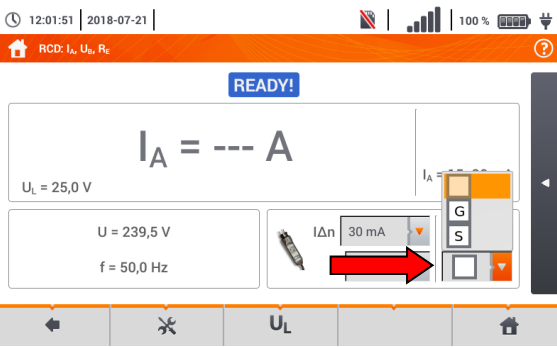 12:01:51 2018-07-21 100 %
RCD: IA, UB, RE ?
READY!
IA = --- A
UL = 25,0 V
IA =
U = 239,5 V
f = 50,0 Hz
IΔn 30 mA
G
S
UL